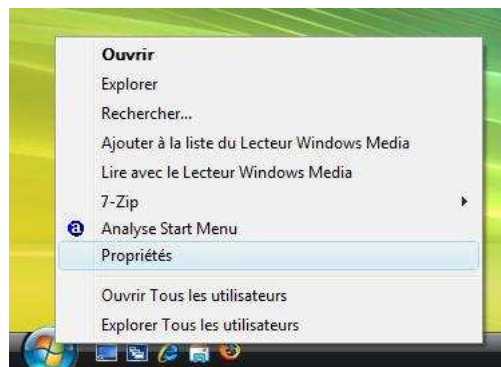 Ouvrir
Explorer
Rechercher...
Ajouter à la liste du Lecteur Windows Media
Lire avec le Lecteur Windows Media
7-Zip
a Analyse Start Menu
Propriétés
Ouvrir Tous les utilisateurs
Explorer Tous les utilisateurs